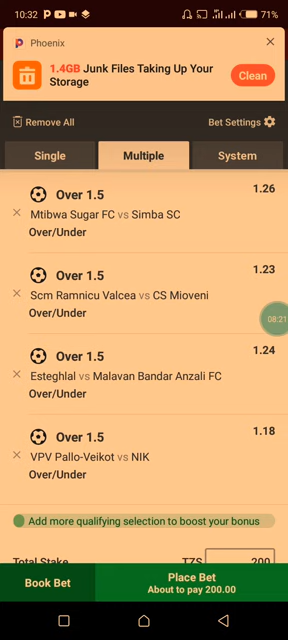 10:32
71%
Phoenix
1.4GB Junk Files Taking Up Your
Storage
Clean
Remove All
Bet Settings
Single
Multiple
System
Over 1.5
1.26
Mtibwa Sugar FC vs Simba SC
Over/Under
Over 1.5
1.23
Scm Ramnicu Valcea vs CS Mioveni
Over/Under
08:21
Over 1.5
1.24
Esteghlal vs Malavan Bandar Anzali FC
Over/Under
Over 1.5
1.18
VPV Pallo-Veikot vs NIK
Over/Under
Add more qualifying selection to boost your bonus
Total Stake
TZS
200
Book Bet
Place Bet
About to pay 200.00